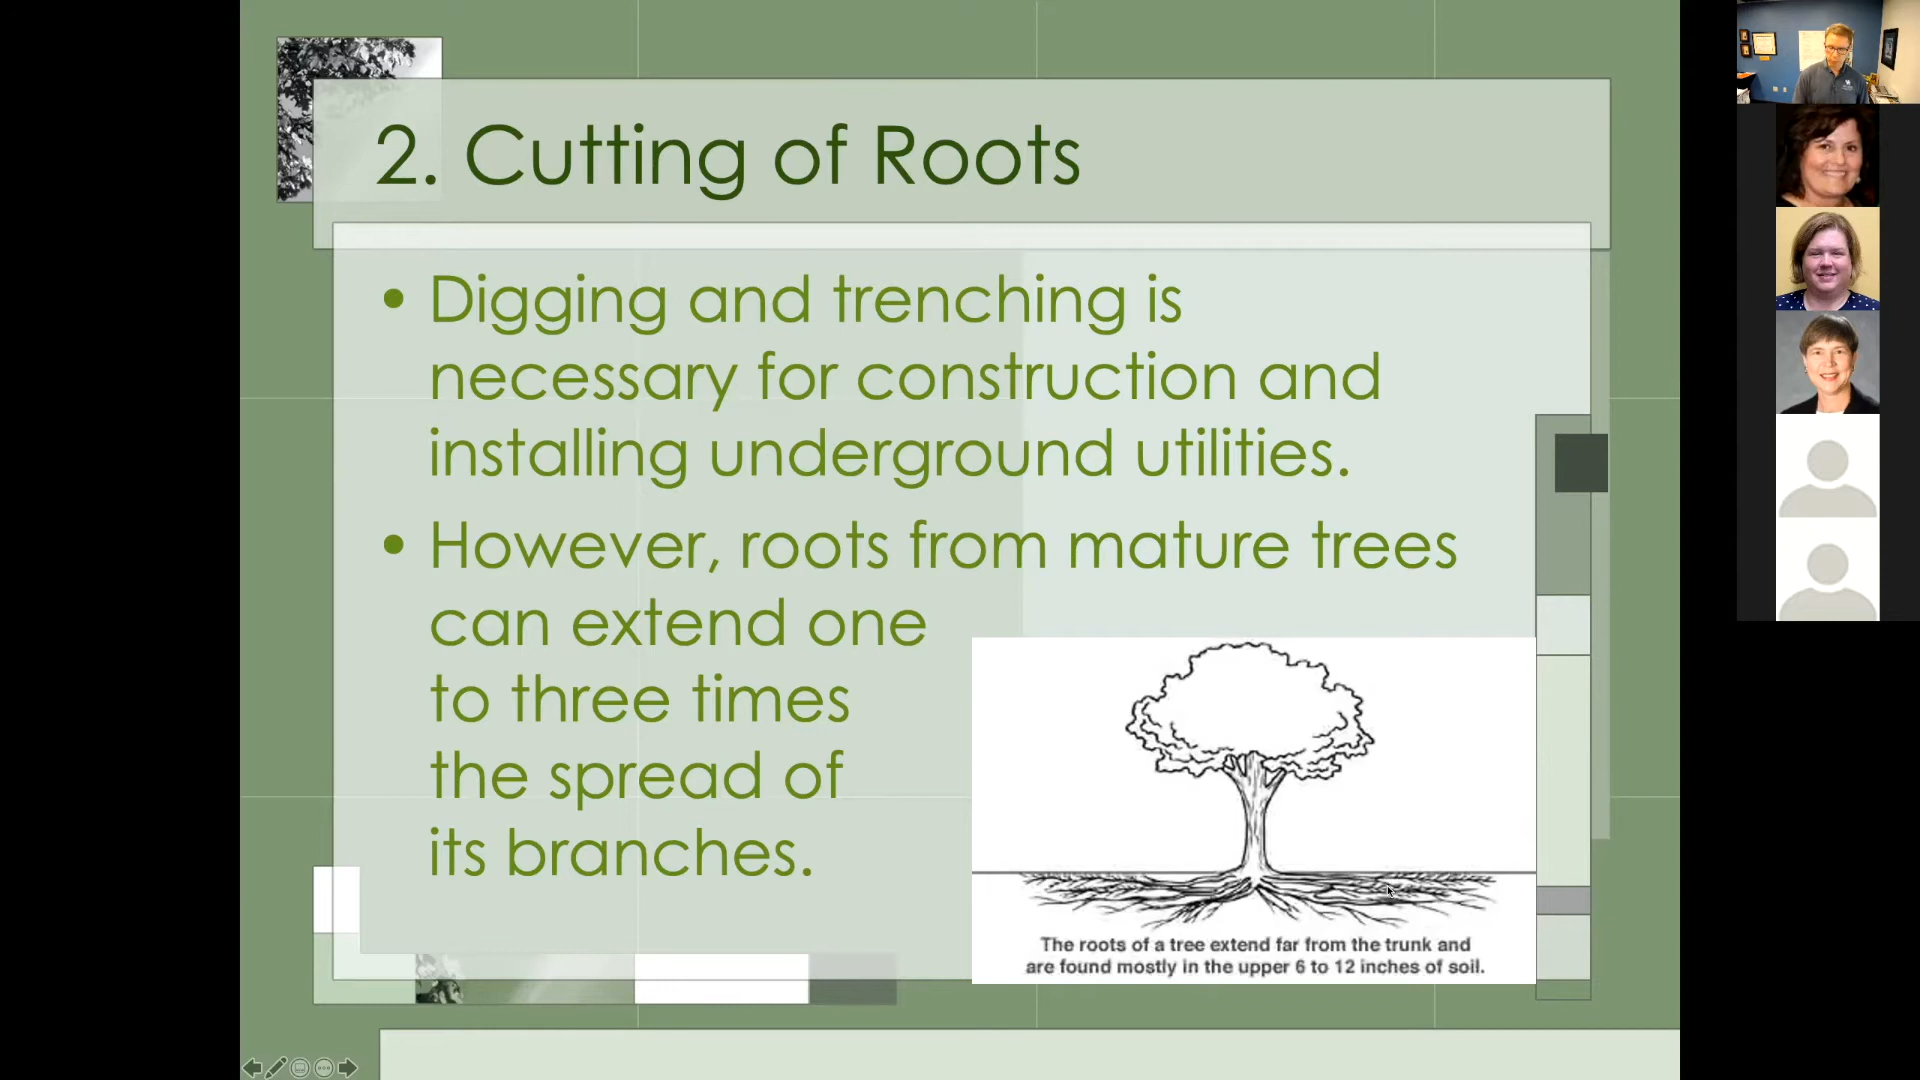 2. Cutting of Roots
• Digging and trenching is
necessary for construction and
installing underground utilities.
• However, roots from mature trees
can extend one
to three times
the spread of
its branches.
The roots of a tree extend far from the trunk and
are found mostly in the upper 6 to 12 inches of soil.